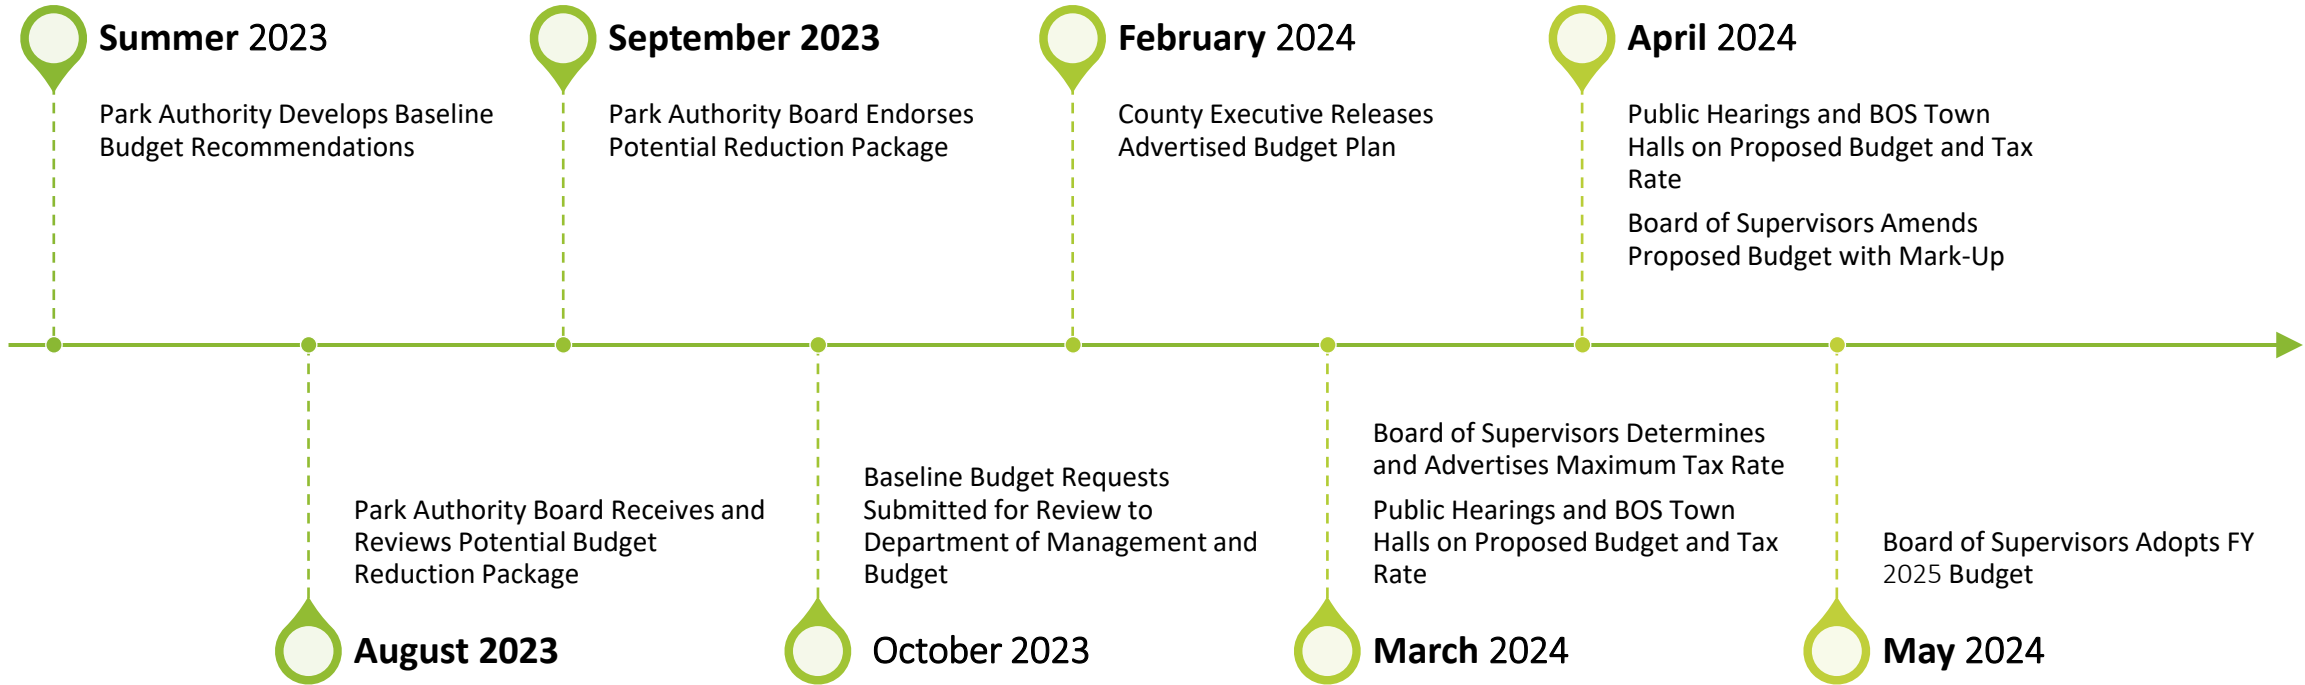 Summer 2023
Park Authority Develops Baseline
Budget Recommendations
September 2023
Park Authority Board Endorses
Potential Reduction Package
February 2024
County Executive Releases
Advertised Budget Plan
April 2024
Public Hearings and BOS Town
Halls on Proposed Budget and Tax
Rate
Board of Supervisors Amends
Proposed Budget with Mark-Up
Park Authority Board Receives and
Reviews Potential Budget
Reduction Package
August 2023
Baseline Budget Requests
Submitted for Review to
Department of Management and
Budget
October 2023
Board of Supervisors Determines
and Advertises Maximum Tax Rate
Public Hearings and BOS Town
Halls on Proposed Budget and Tax
Rate
March 2024
Board of Supervisors Adopts FY
2025 Budget
May 2024